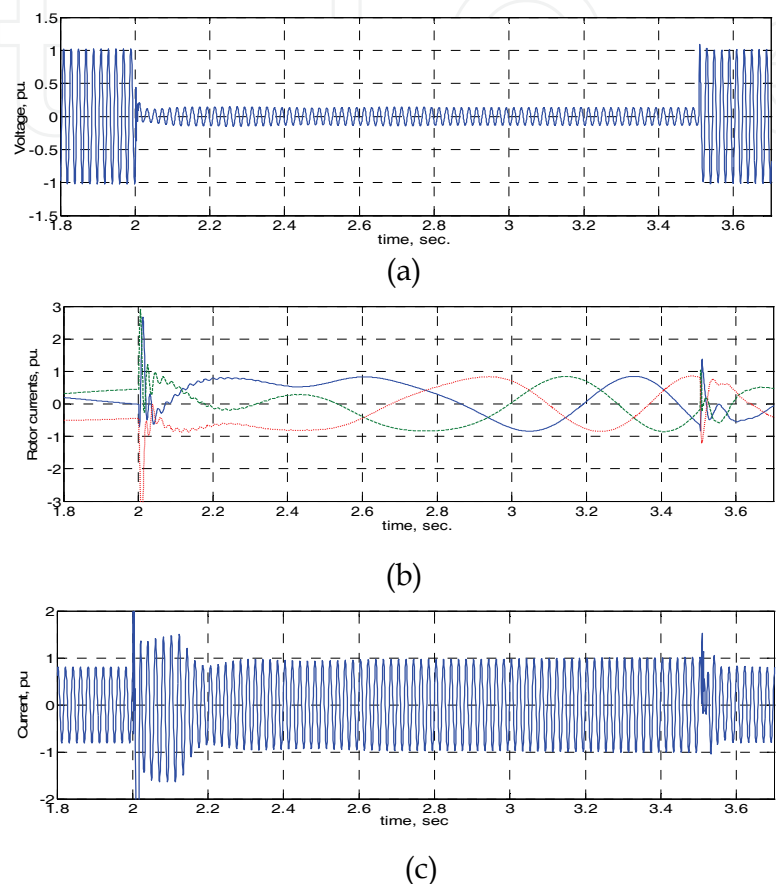 1.5
1
0.5
0
-0.5
-1
-1.5
Voltage, pu.
1.8 2 2.2 2.4 2.6 2.8 3 3.2 3.4 3.6
time, sec.
(a)
3
2
1
0
-1
-2
-3
Rotor currents, pu.
1.8 2 2.2 2.4 2.6 2.8 3 3.2 3.4 3.6
time, sec.
(b)
2
1
0
-1
-2
Current, pu
1.8 2 2.2 2.4 2.6 2.8 3 3.2 3.4 3.6
time, sec
(c)